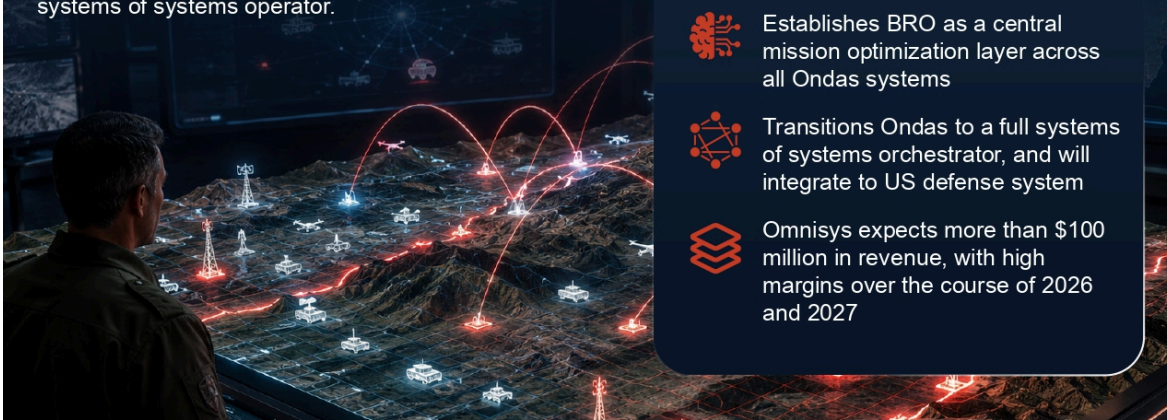 systems of systems operator.
Establishes BRO as a central
mission optimization layer across
all Ondas systems
Transitions Ondas to a full systems
of systems orchestrator, and will
integrate to US defense system
Omnisys expects more than $100
million in revenue, with high
margins over the course of 2026
and 2027